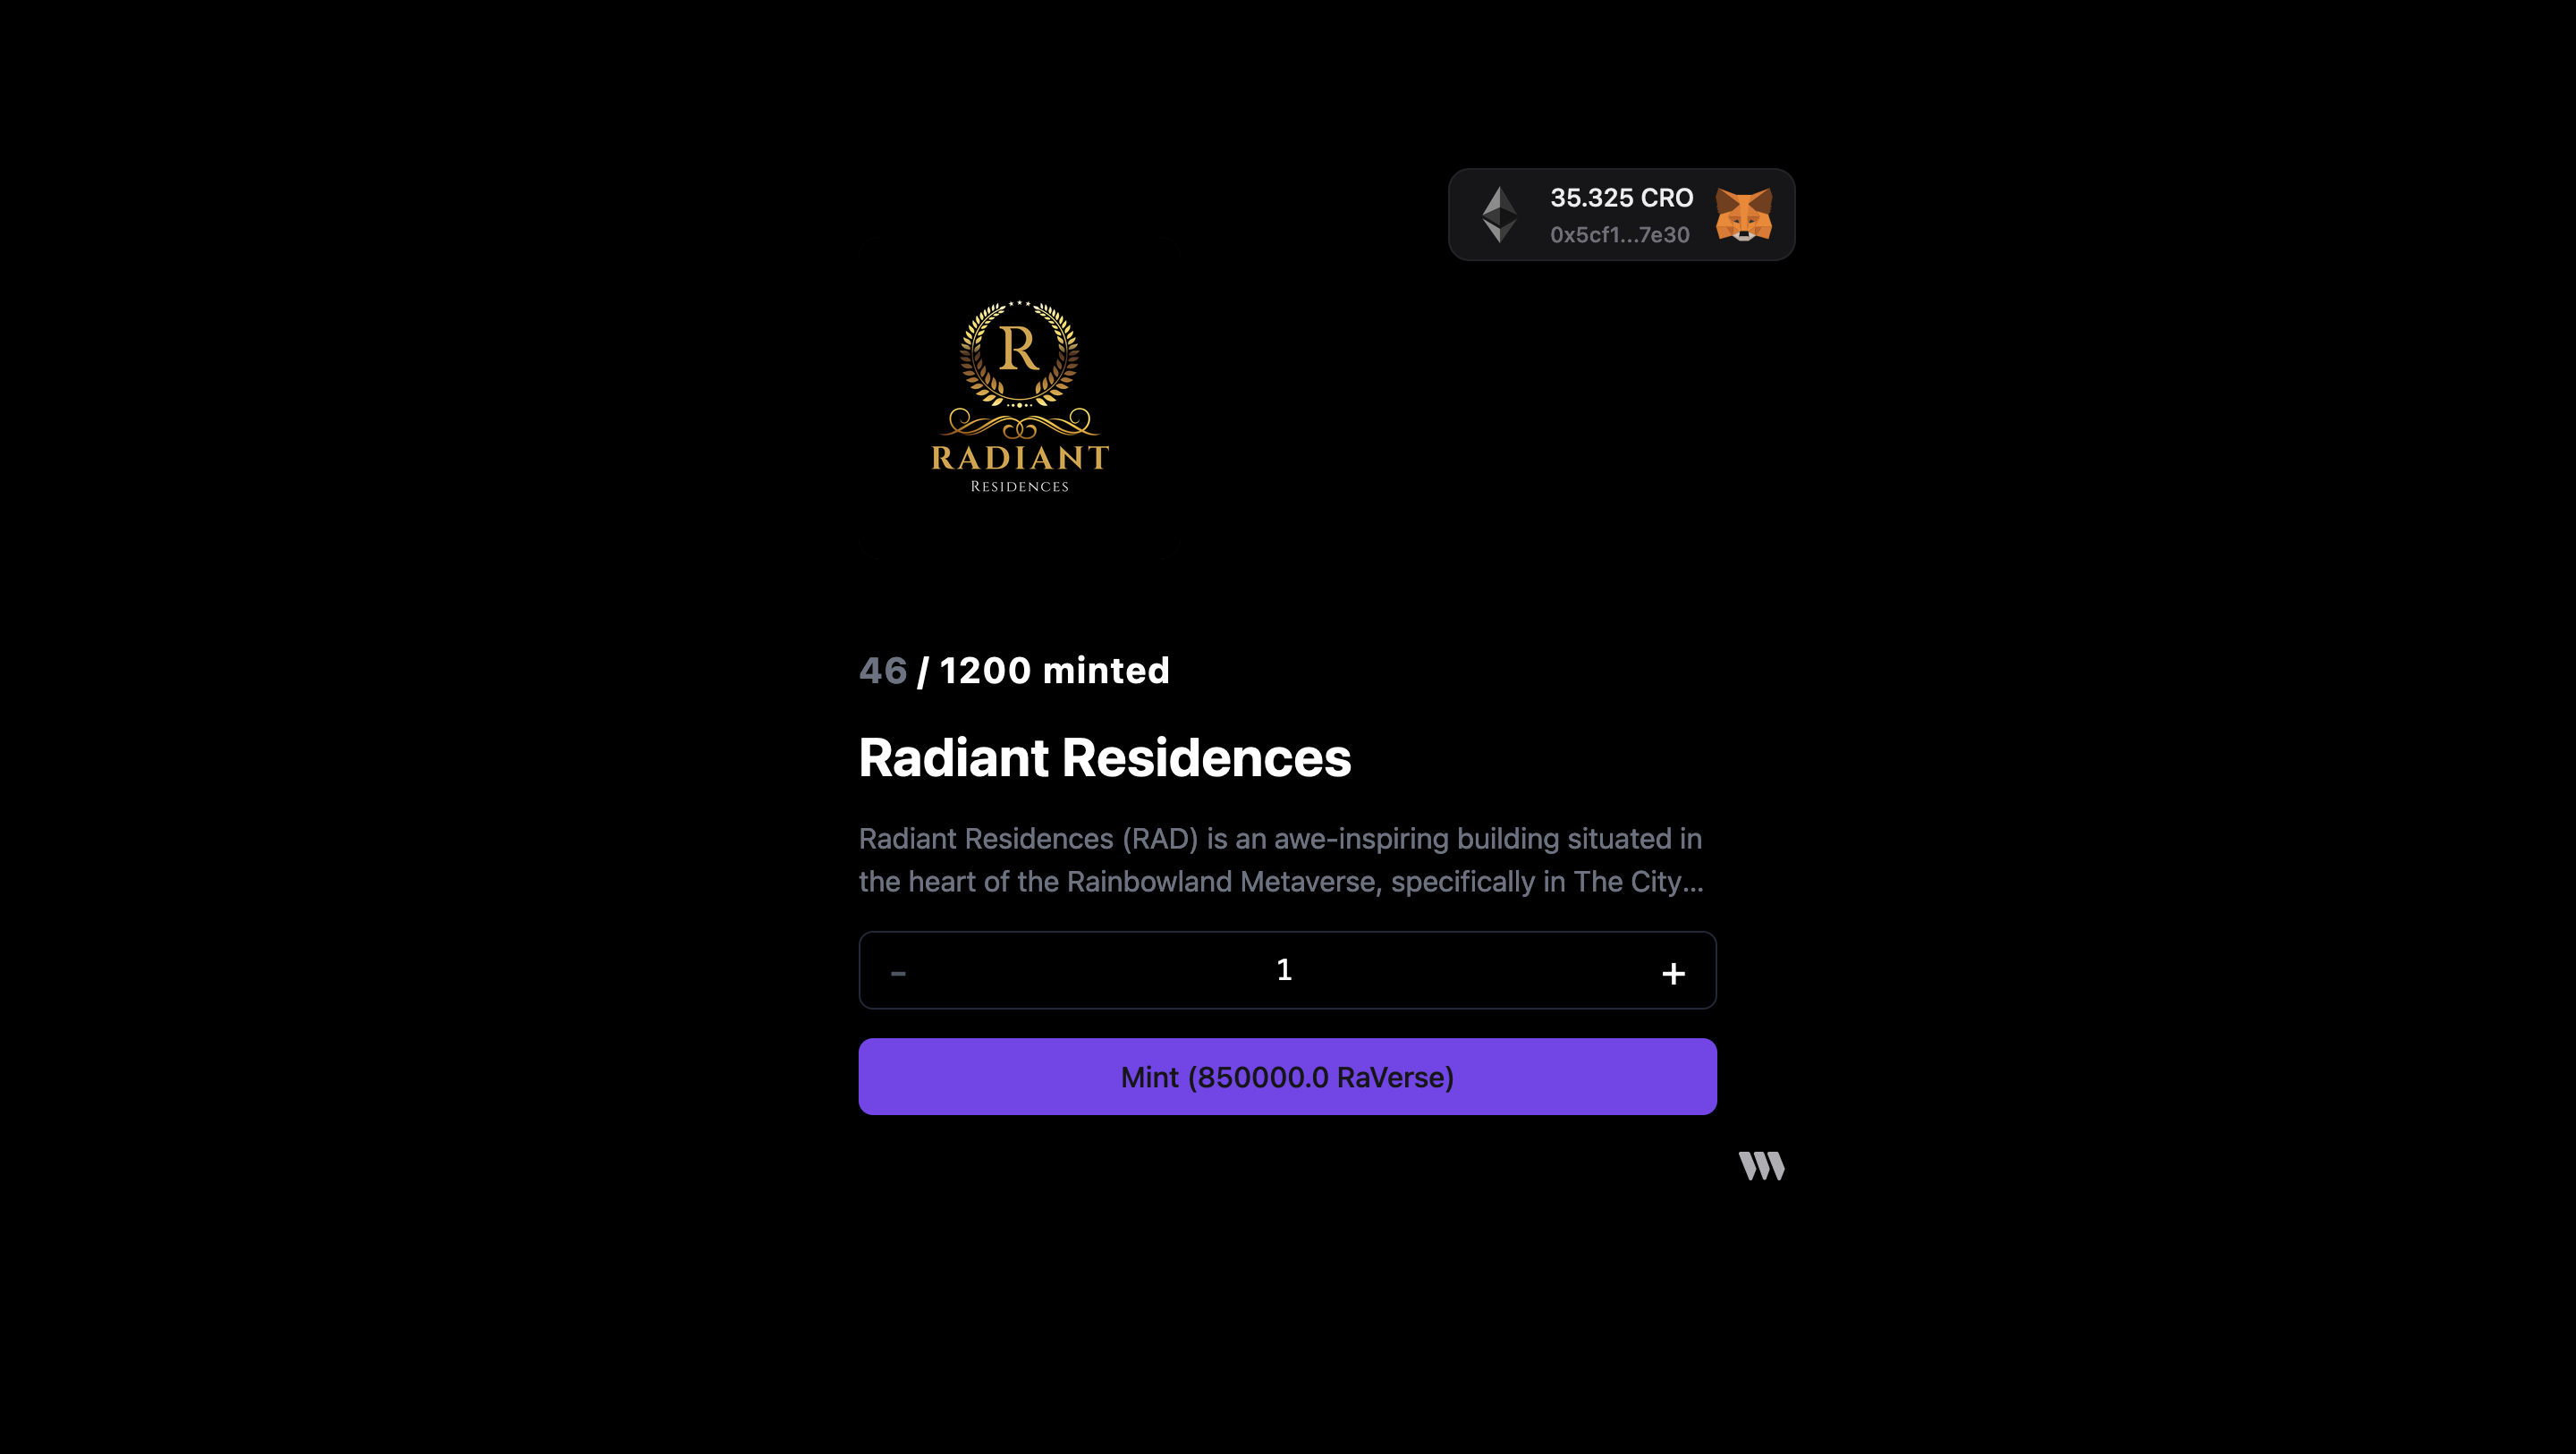 35.325 CRO
0x5cf1...7e30
R
RADIANT
RESIDENCES
46 / 1200 minted
Radiant Residences
Radiant Residences (RAD) is an awe-inspiring building situated in
the heart of the Rainbowland Metaverse, specifically in The City...
- 1 +
Mint (850000.0 RaVerse)